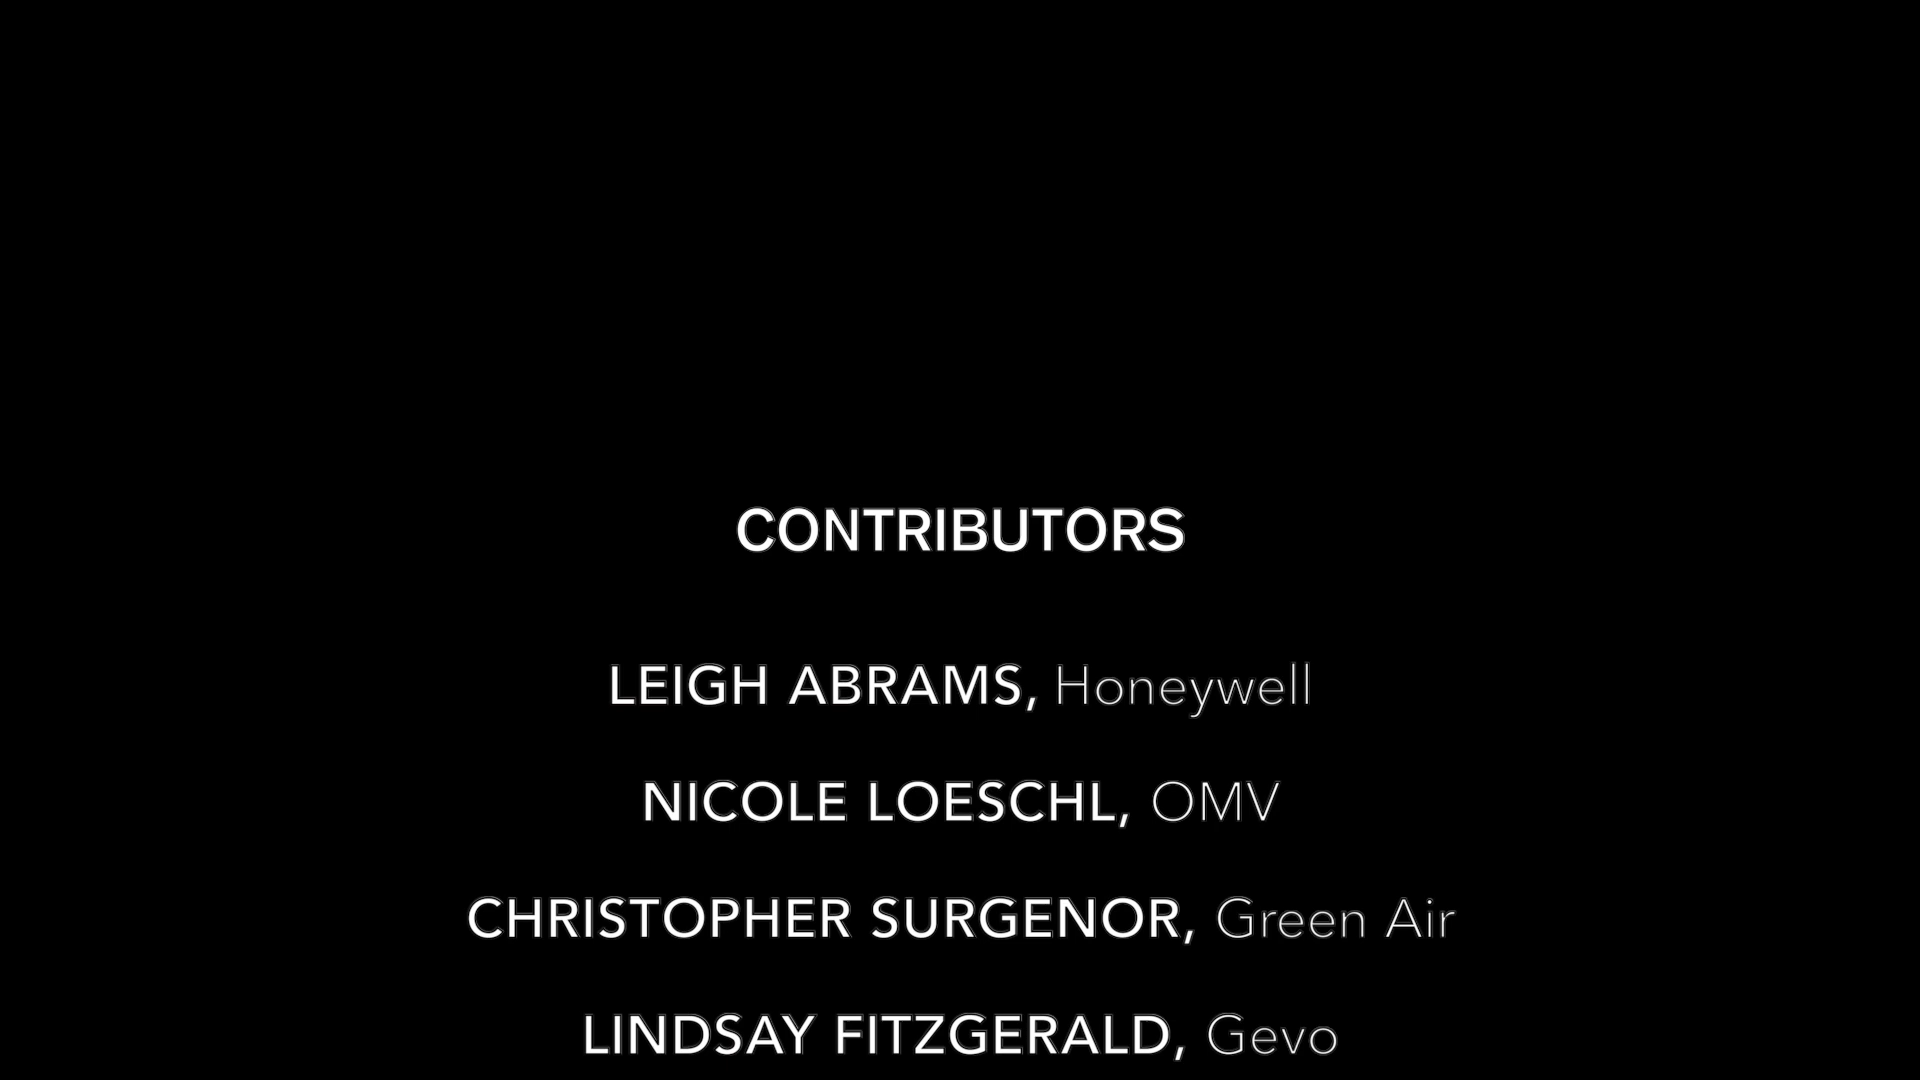 CONTRIBUTORS
LEIGH ABRAMS, Honeywell
NICOLE LOESCHL, OMV
CHRISTOPHER SURGENOR, Green Air
LINDSAY FITZGERALD, Gevo